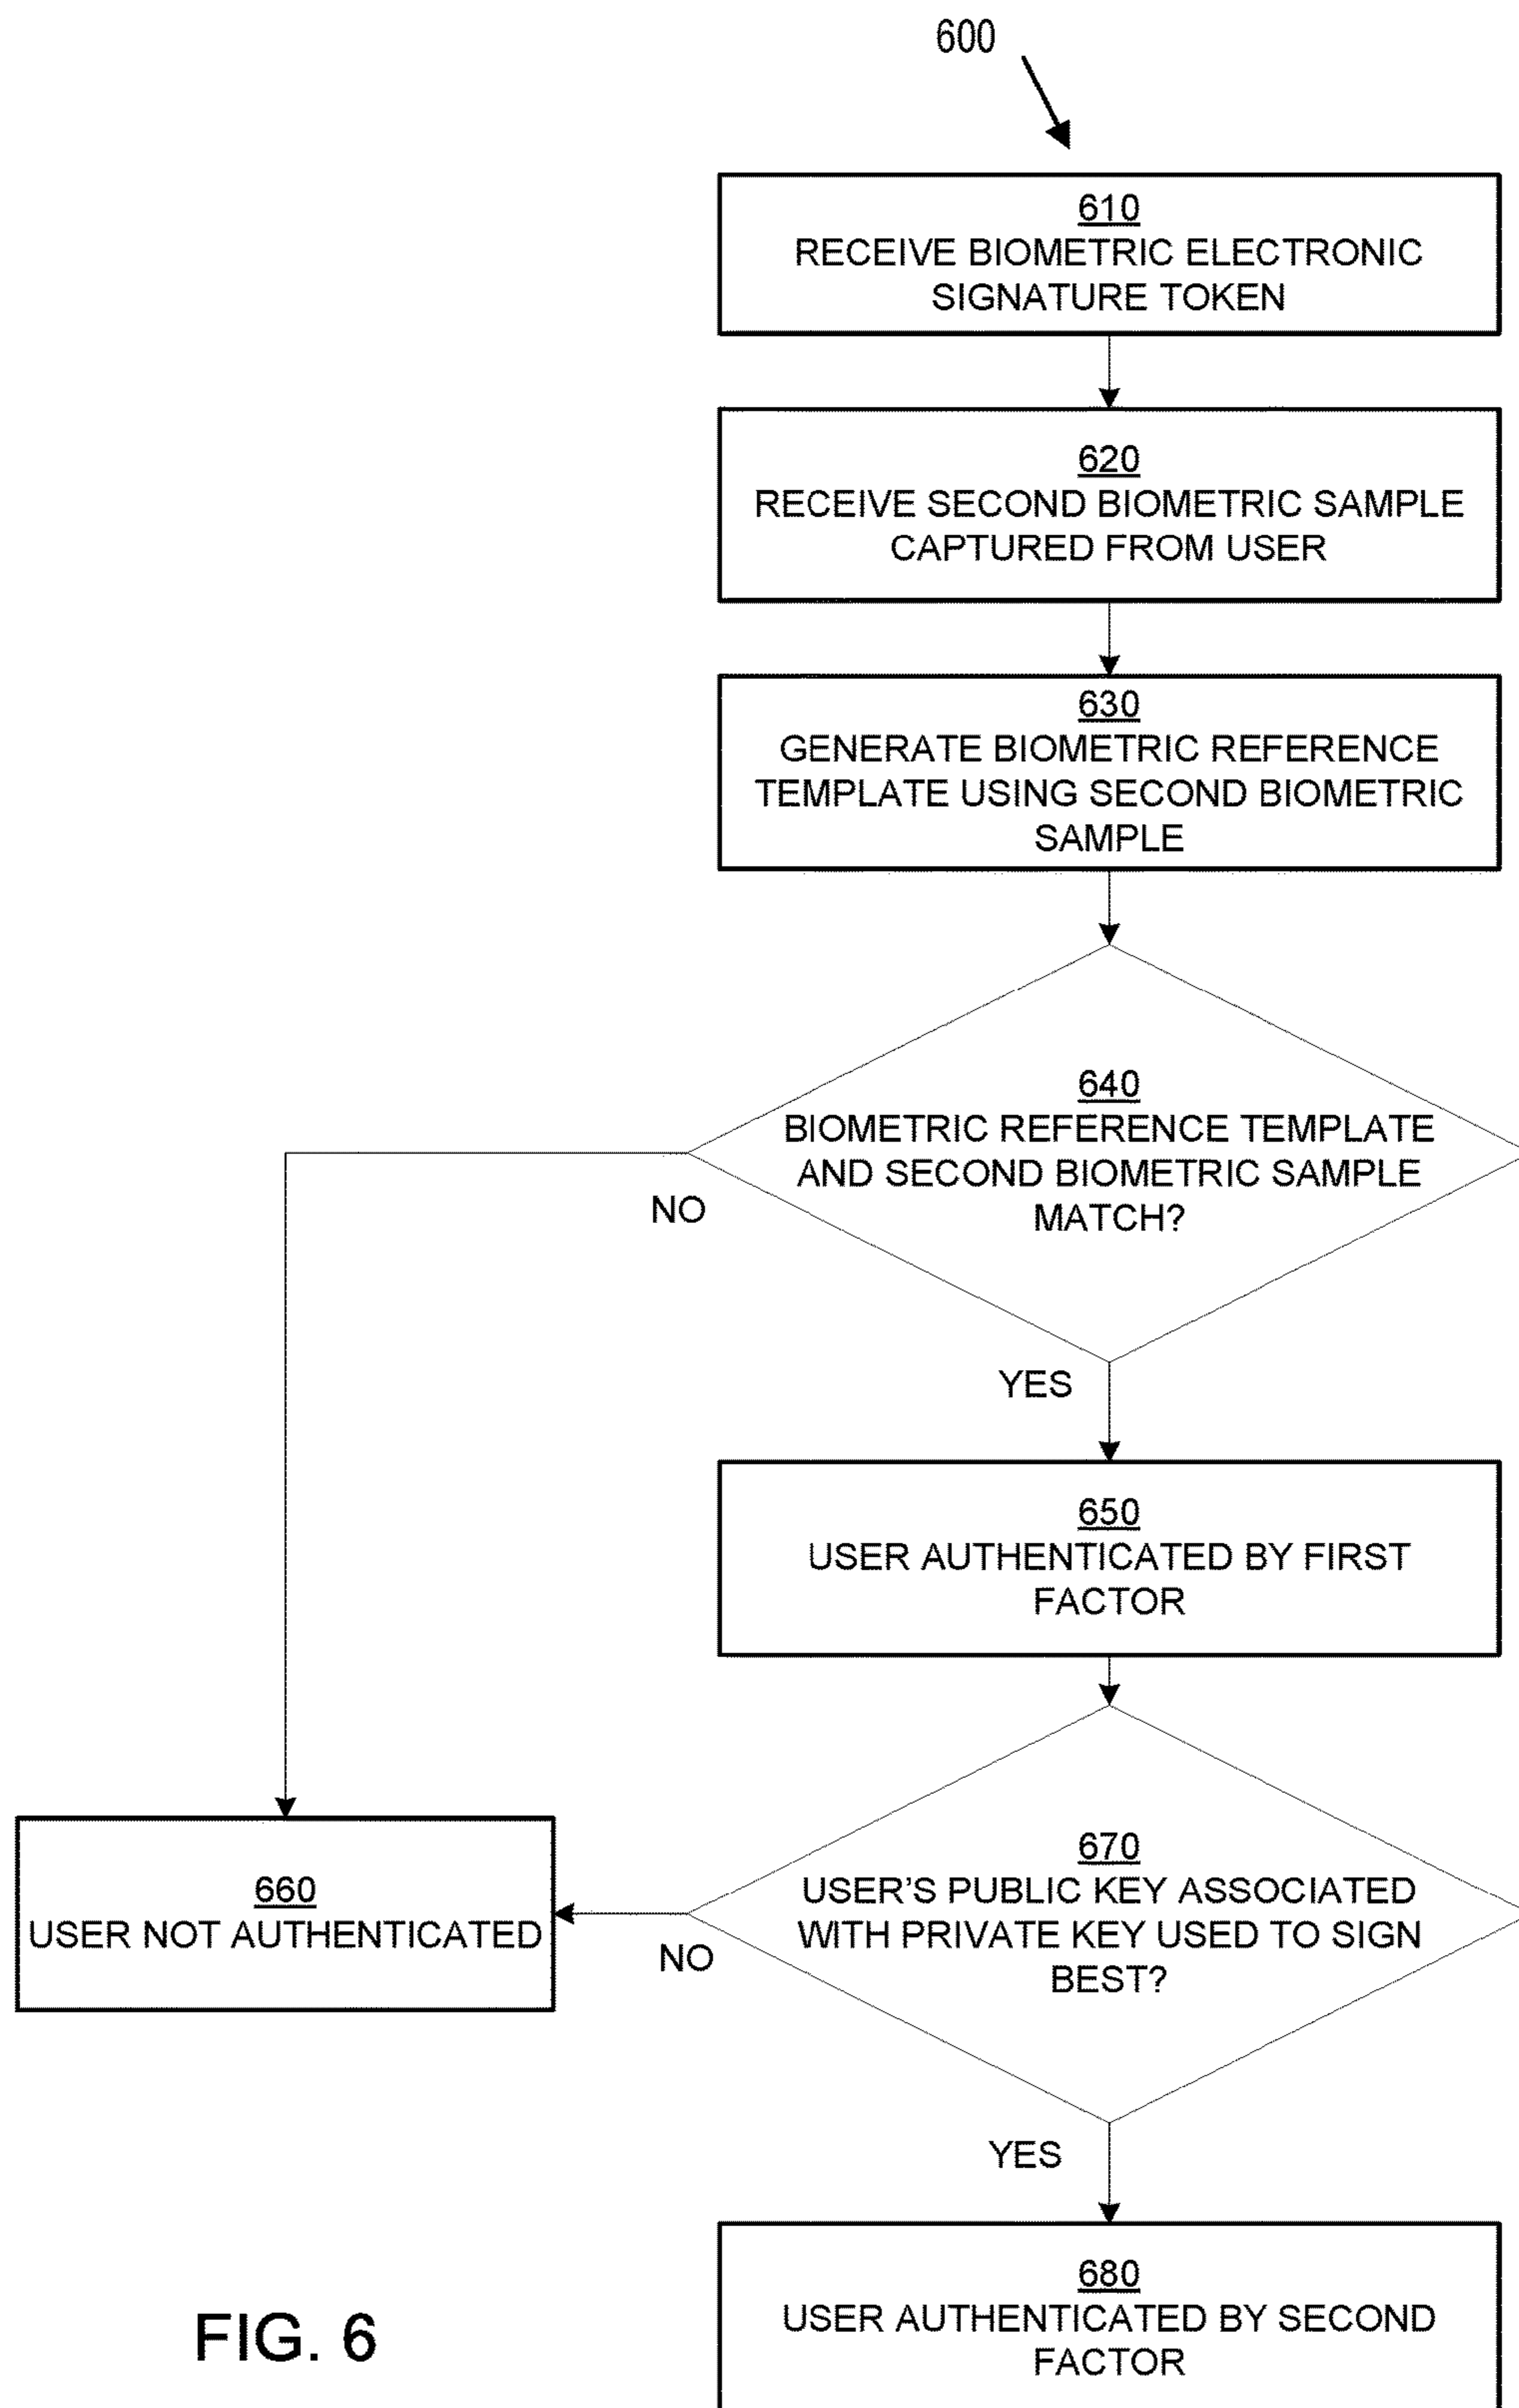 600
610
RECEIVE BIOMETRIC ELECTRONIC
SIGNATURE TOKEN
620
RECEIVE SECOND BIOMETRIC SAMPLE
CAPTURED FROM USER
630
GENERATE BIOMETRIC REFERENCE
TEMPLATE USING SECOND BIOMETRIC
SAMPLE
640
BIOMETRIC REFERENCE TEMPLATE
AND SECOND BIOMETRIC SAMPLE
MATCH?
NO
YES
650
USER AUTHENTICATED BY FIRST
FACTOR
660
USER NOT AUTHENTICATED
670
USER'S PUBLIC KEY ASSOCIATED
WITH PRIVATE KEY USED TO SIGN
BEST?
NO
YES
680
USER AUTHENTICATED BY SECOND
FACTOR
FIG. 6